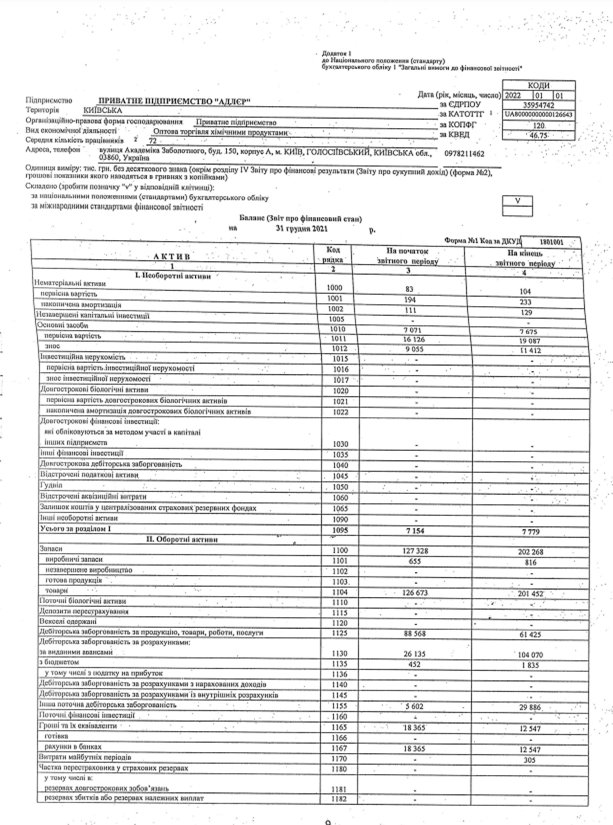 Додаток 1
до Національного положення (стандарту)
бухгалтерського обліку 1 "Загальні вимоги до фінансової звітності"
КОДИ
Дата (рік, місяць, число) 2022 01 01
Підприємство ПРИВАТНЕ ПІДПРИЄМСТВО "АДЛЄР" за ЄДРПОУ 35954742
Територія КИЇВСЬКА за КАТОТТГ 1 UA80000000000126643
Організаційно-правова форма господарювання Приватне підприємство за КОПФГ 120
Вид економічної діяльності Оптова торгівля хімічними продуктами за КВЕД 46.75
Середня кількість працівників 2 72
Адреса, телефон вулиця Академіка Заболотного, буд. 150, корпус А, м. КИЇВ, ГОЛОСІЇВСЬКИЙ, КИЇВСЬКА обл., 0978211462
03860, Україна
Одиниця виміру: тис. грн. без десяткового знака (окрім розділу IV Звіту про фінансові результати (Звіту про сукупний дохід) (форма №2),
грошові показники якого наводяться в гривнях з копійками)
Складено (зробити позначку "v" у відповідній клітинці):
за національними положеннями (стандартами) бухгалтерського обліку V
за міжнародними стандартами фінансової звітності
Баланс (Звіт про фінансовий стан)
на 31 грудня 2021 р.
Форма №1 Код за ДКУД 1801001
АКТИВ Код рядка На початок звітного періоду На кінець звітного періоду
1 2 3 4
I. Необоротні активи
Нематеріальні активи 1000 83 104
первісна вартість 1001 194 233
накопичена амортизація 1002 111 129
Незавершені капітальні інвестиції 1005 - -
Основні засоби 1010 7 071 7 675
первісна вартість 1011 16 126 19 087
знос 1012 9 055 11 412
Інвестиційна нерухомість 1015 - -
первісна вартість інвестиційної нерухомості 1016 - -
знос інвестиційної нерухомості 1017 - -
Довгострокові біологічні активи 1020 - -
первісна вартість довгострокових біологічних активів 1021 - -
накопичена амортизація довгострокових біологічних активів 1022 - -
Довгострокові фінансові інвестиції:
які обліковуються за методом участі в капіталі
інших підприємств 1030 - -
інші фінансові інвестиції 1035 - -
Довгострокова дебіторська заборгованість 1040 - -
Відстрочені податкові активи 1045 - -
Гудвіл 1050 - -
Відстрочені аквізиційні витрати 1060 - -
Залишок коштів у централізованих страхових резервних фондах 1065 - -
Інші необоротні активи 1090 - -
Усього за розділом I 1095 7 154 7 779
II. Оборотні активи
Запаси 1100 127 328 202 268
виробничі запаси 1101 655 816
незавершене виробництво 1102 - -
готова продукція 1103 - -
товари 1104 126 673 201 452
Поточні біологічні активи 1110 - -
Депозити перестрахування 1115 - -
Векселі одержані 1120 - -
Дебіторська заборгованість за продукцію, товари, роботи, послуги 1125 88 568 61 425
Дебіторська заборгованість за розрахунками:
за виданими авансами 1130 26 135 104 070
з бюджетом 1135 452 1 835
у тому числі з податку на прибуток 1136 - -
Дебіторська заборгованість за розрахунками з нарахованих доходів 1140 - -
Дебіторська заборгованість за розрахунками із внутрішніх розрахунків 1145 - -
Інша поточна дебіторська заборгованість 1155 5 602 29 886
Поточні фінансові інвестиції 1160 - -
Гроші та їх еквіваленти 1165 18 365 12 547
готівка 1166 - -
рахунки в банках 1167 18 365 12 547
Витрати майбутніх періодів 1170 - 305
Частка перестраховика у страхових резервах 1180 - -
у тому числі в:
резервах довгострокових зобов'язань 1181 - -
резервах збитків або резервах належних виплат 1182 - -